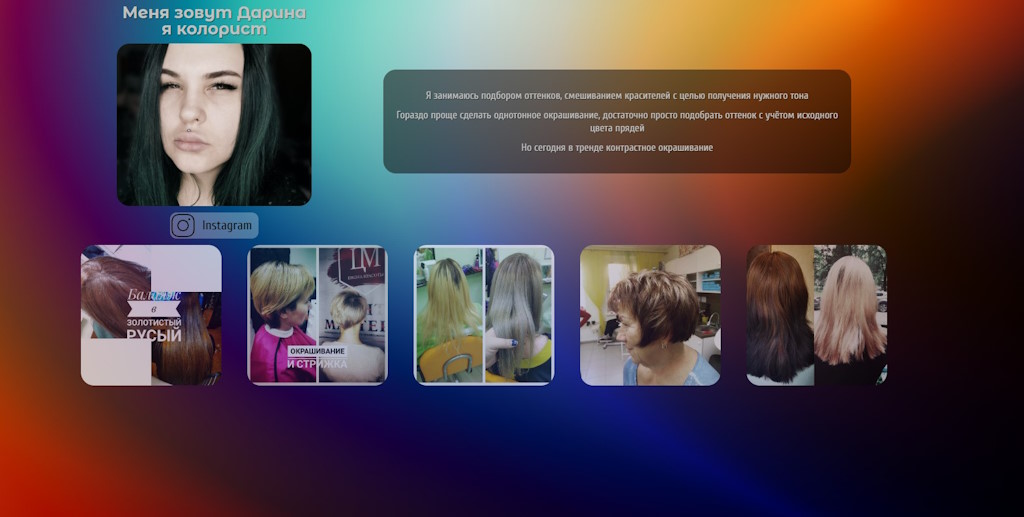 Меня зовут Дарина
я колорист
Я занимаюсь подбором оттенков, смешиванием красителей с целью получения нужного тона
Гораздо проще сделать однотонное окрашивание, достаточно просто подобрать оттенок с учётом исходного
цвета прядей
Но сегодня в тренде контрастное окрашивание
Instagram
Балаяж
в
ЗОЛОТИСТЫЙ
РУСЫЙ
ОКРАШИВАНИЕ
И СТРИЖКА